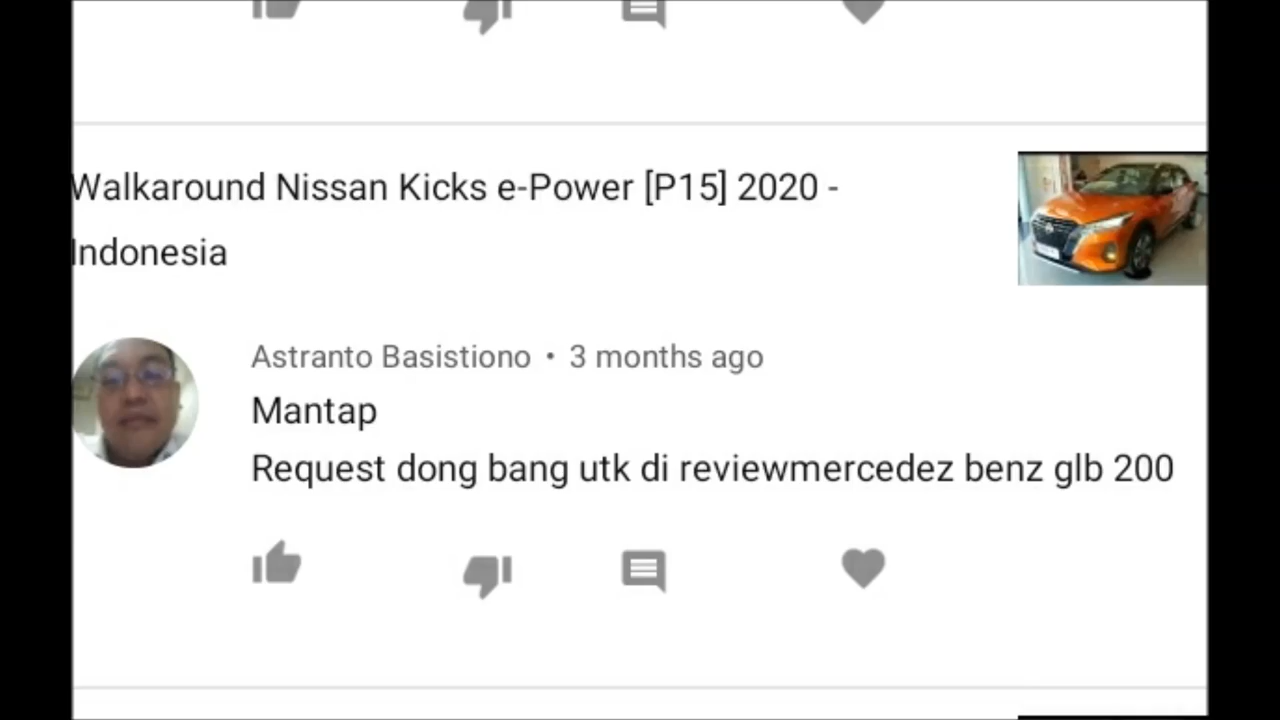 Walkaround Nissan Kicks e-Power [P15] 2020 -
Indonesia
Astranto Basistiono • 3 months ago
Mantap
Request dong bang utk di reviewmercedez benz glb 200